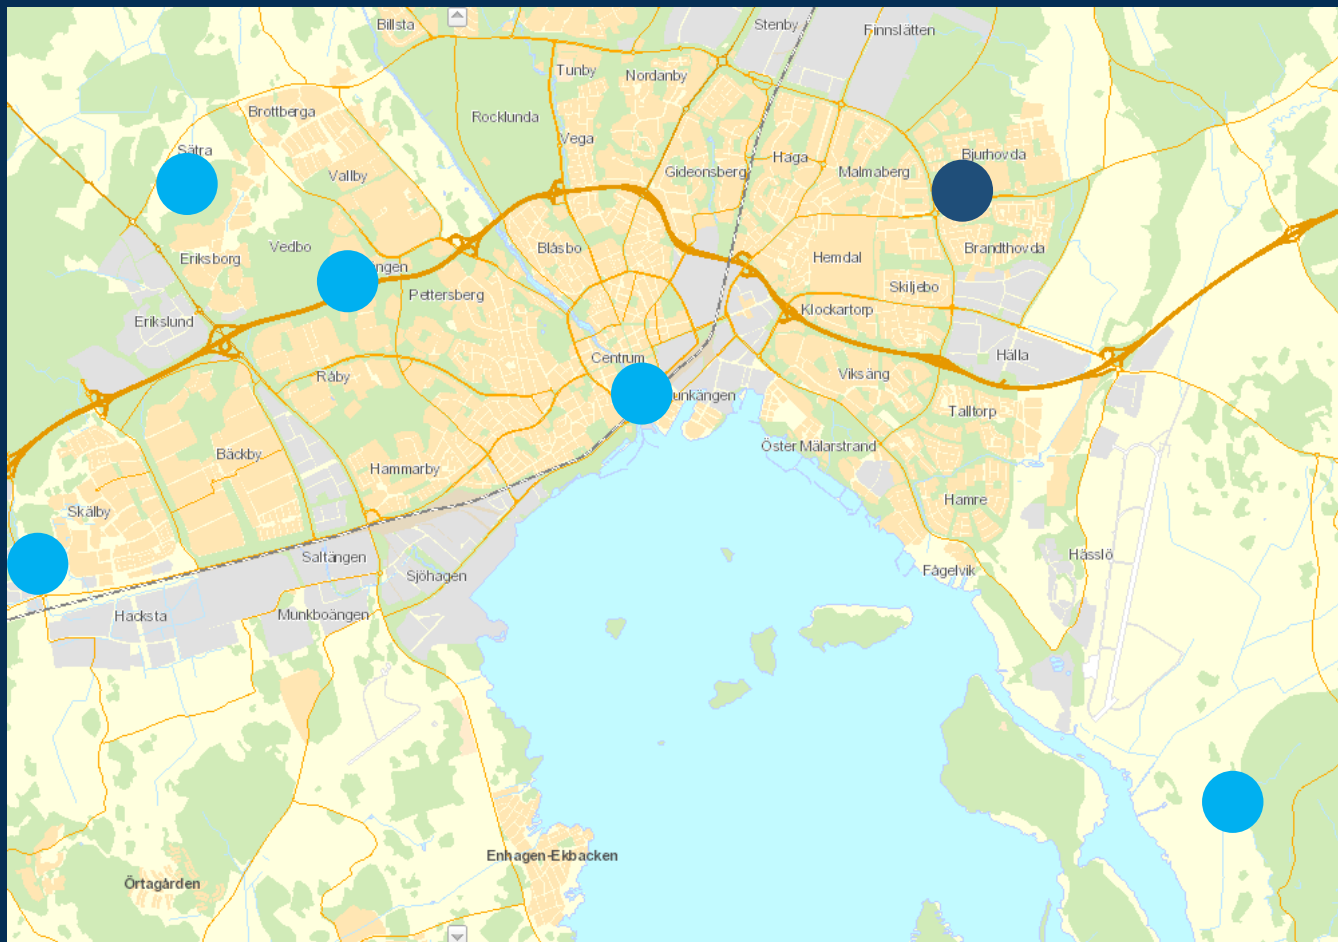 Billsta
Stenby
Finnslätten
Tunby
Nordanby
Brottberga
Rocklunda
Vega
Sätra
Haga
Bjurhovda
Vallby
Gideonsberg
Malmaberg
Vedbo
Blåsbo
Brandthovda
Eriksborg
Hemdal
Pettersberg
Skiljebo
Klockartorp
Erikslund
Centrum
Hälla
Råby
Viksäng
Talltorp
Öster Mälarstrand
Bäckby
Hammarby
Hamre
Skälby
Saltängen
Hässlö
Sjöhagen
Fågelvik
Hacksta
Munkboängen
Enhagen-Ekbacken
Örtagården